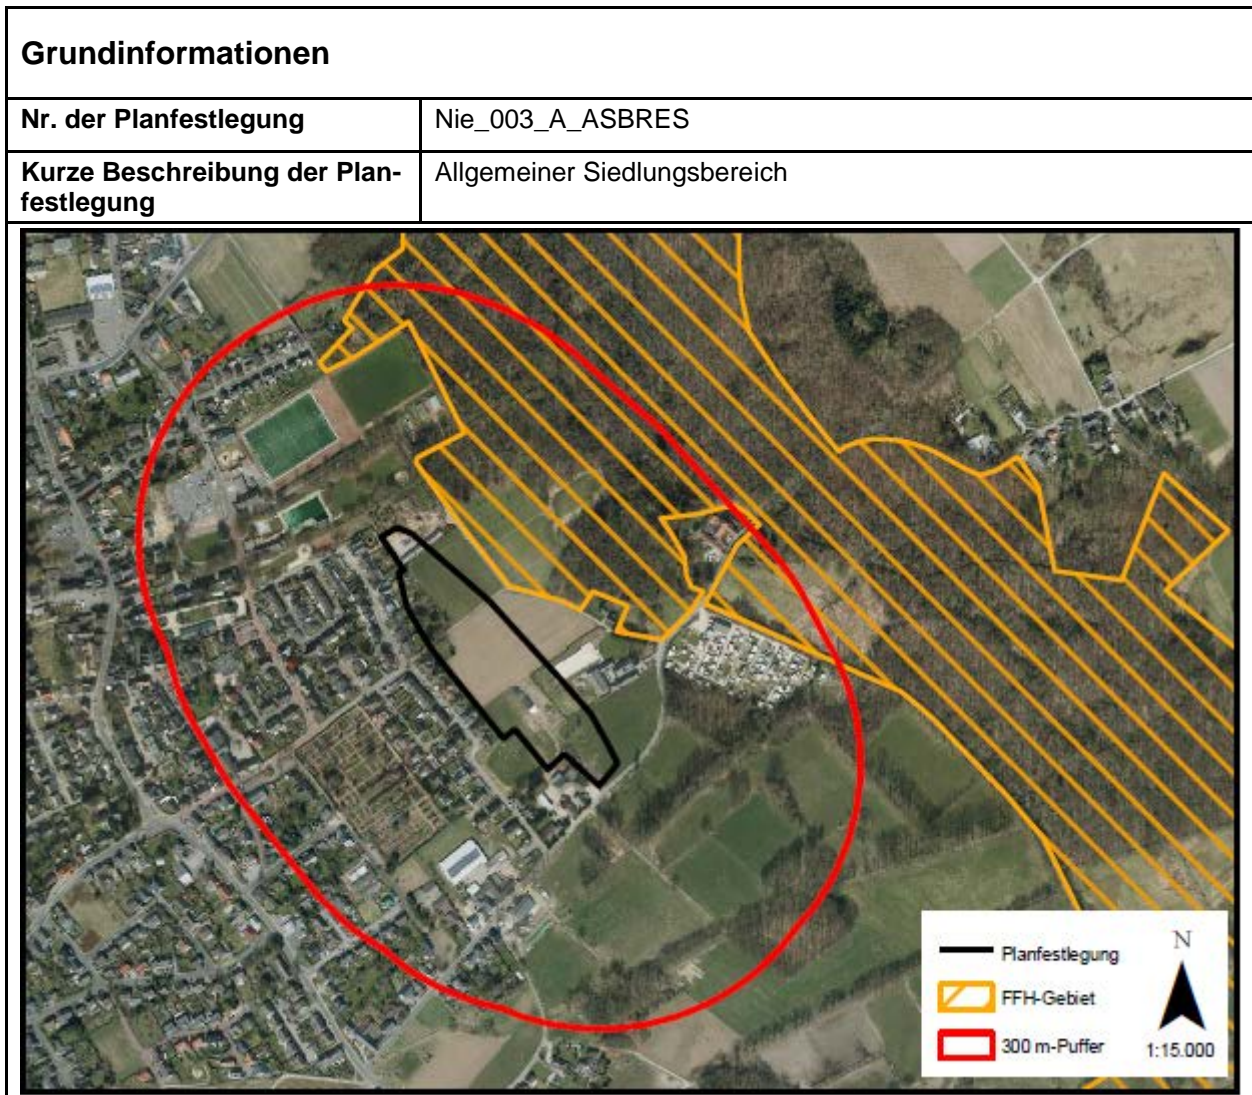 Grundinformationen
Nr. der Planfestlegung
Nie_003_A_ASBRES
Kurze Beschreibung der Plan-
festlegung
Allgemeiner Siedlungsbereich
Planfestlegung
FFH-Gebiet
300 m-Puffer
N
1:15.000